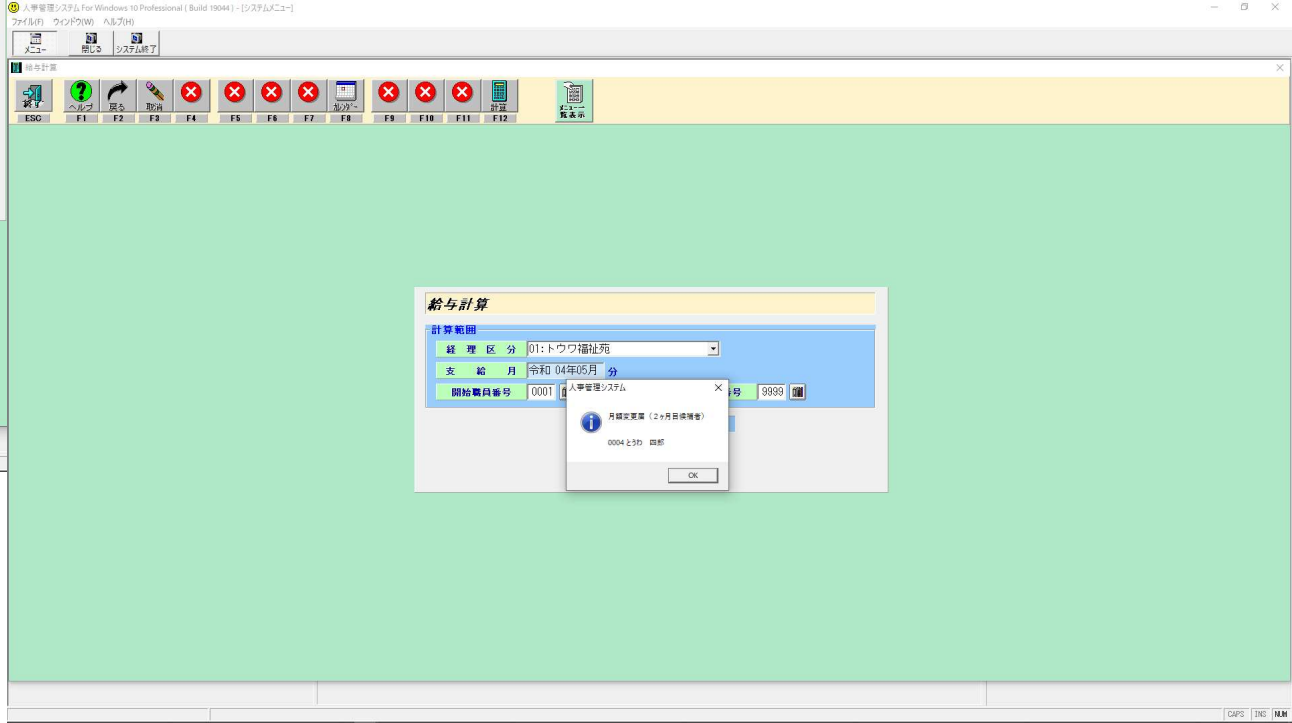 人事管理システム For Windows 10 Professional ( Build 19044 ) - [システムメニュー]
ファイル(F) ウィンドウ(W) ヘルプ(H)
メニュー 閉じる システム終了
給与計算
終了 ヘルプ 戻る 取消 ｶﾚﾝﾀﾞｰ 計算 メニュー一
覧表示
ESC F1 F2 F3 F4 F5 F6 F7 F8 F9 F10 F11 F12
給与計算
計算範囲
経理区分 01:トウワ福祉苑
支給月 令和 04年05月 分
開始職員番号 0001 番号 9999
人事管理システム
月額変更届（2ヶ月目候補者）
0004 とうわ 四郎
OK
CAPS INS NUM